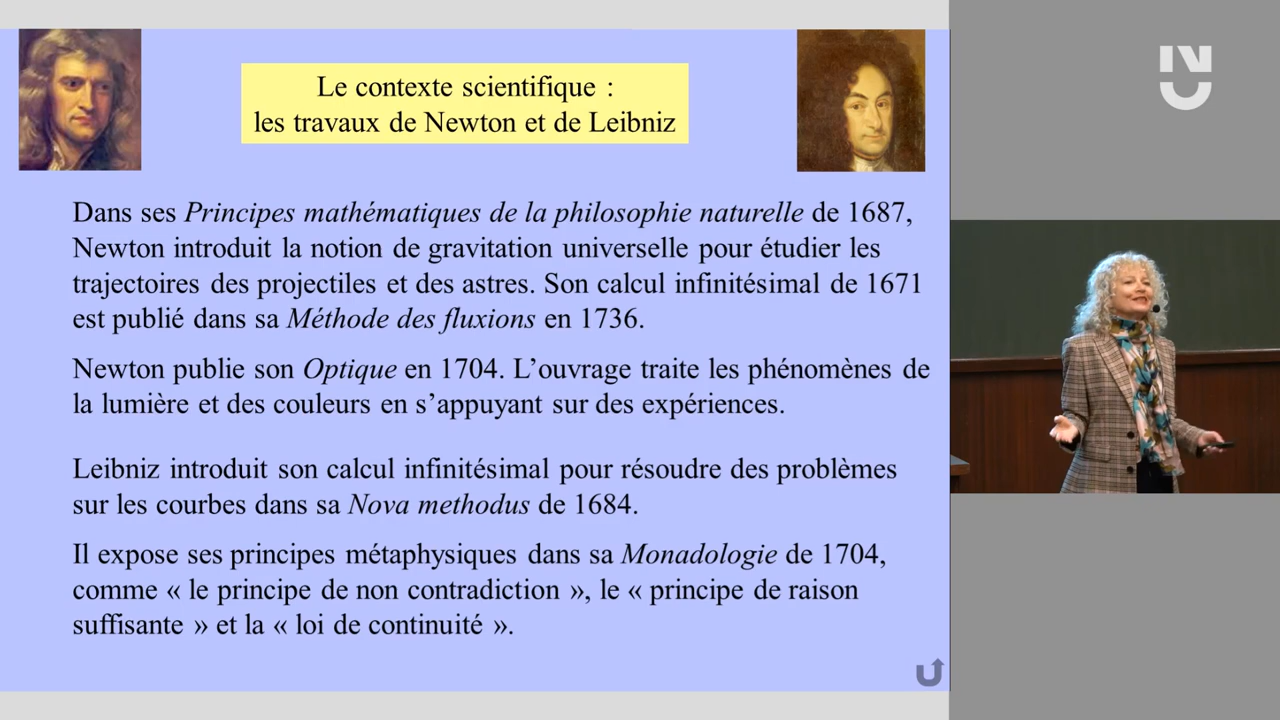 Le contexte scientifique :
les travaux de Newton et de Leibniz
Dans ses Principes mathématiques de la philosophie naturelle de 1687,
Newton introduit la notion de gravitation universelle pour étudier les
trajectoires des projectiles et des astres. Son calcul infinitésimal de 1671
est publié dans sa Méthode des fluxions en 1736.
Newton publie son Optique en 1704. L’ouvrage traite les phénomènes de
la lumière et des couleurs en s’appuyant sur des expériences.
Leibniz introduit son calcul infinitésimal pour résoudre des problèmes
sur les courbes dans sa Nova methodus de 1684.
Il expose ses principes métaphysiques dans sa Monadologie de 1704,
comme « le principe de non contradiction », le « principe de raison
suffisante » et la « loi de continuité ».